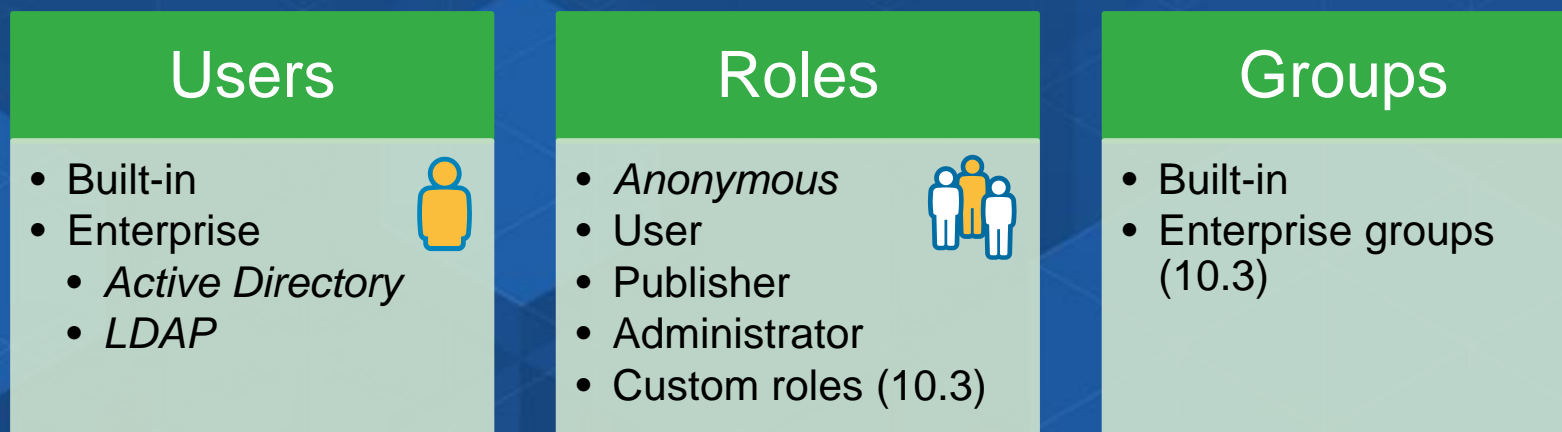 Users
• Built-in
• Enterprise
• Active Directory
• LDAP
Roles
• Anonymous
• User
• Publisher
• Administrator
• Custom roles (10.3)
Groups
• Built-in
• Enterprise groups
(10.3)